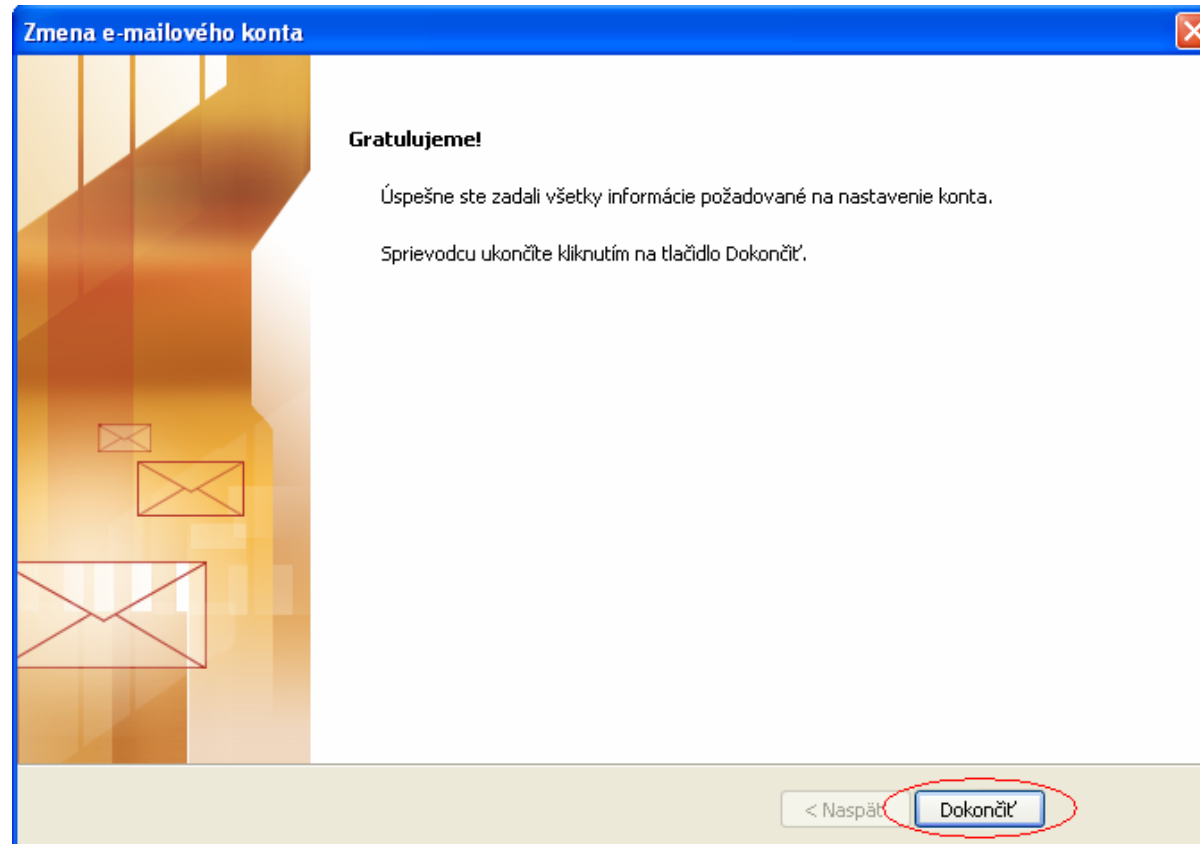 Zmena e-mailového konta
Gratulujeme!
Úspešne ste zadali všetky informácie požadované na nastavenie konta.
Sprievodcu ukončíte kliknutím na tlačidlo Dokončiť.
< Naspäť Dokončiť